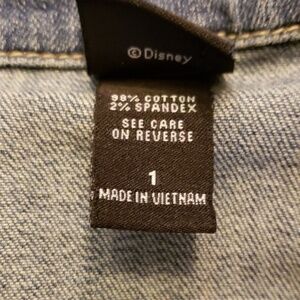 ©Disney
98% COTTON
2% SPANDEX
SEE CARE
ON REVERSE
1
MADE IN VIETNAM